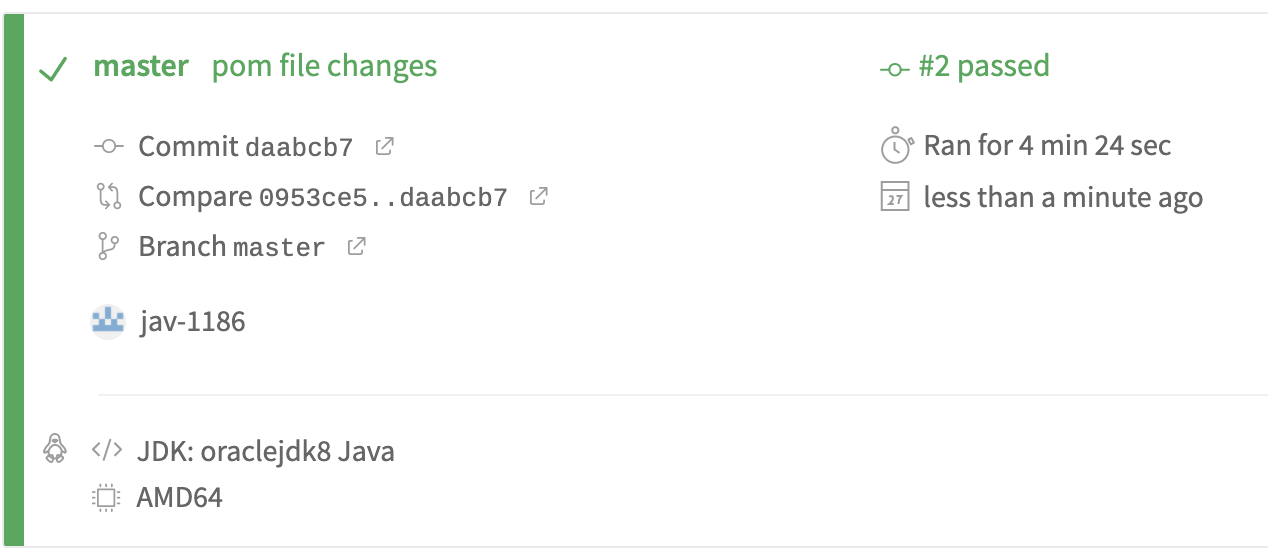 master pom file changes
#2 passed
Commit daabcb7
Compare 0953ce5..daabcb7
Branch master
Ran for 4 min 24 sec
27 less than a minute ago
jav-1186
</> JDK: oraclejdk8 Java
AMD64